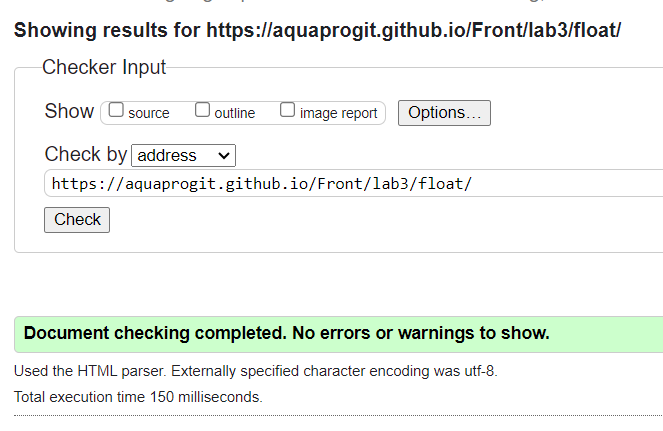 Showing results for https://aquaprogit.github.io/Front/lab3/float/
Checker Input
Show source outline image report Options...
Check by address
https://aquaprogit.github.io/Front/lab3/float/
Check
Document checking completed. No errors or warnings to show.
Used the HTML parser. Externally specified character encoding was utf-8.
Total execution time 150 milliseconds.